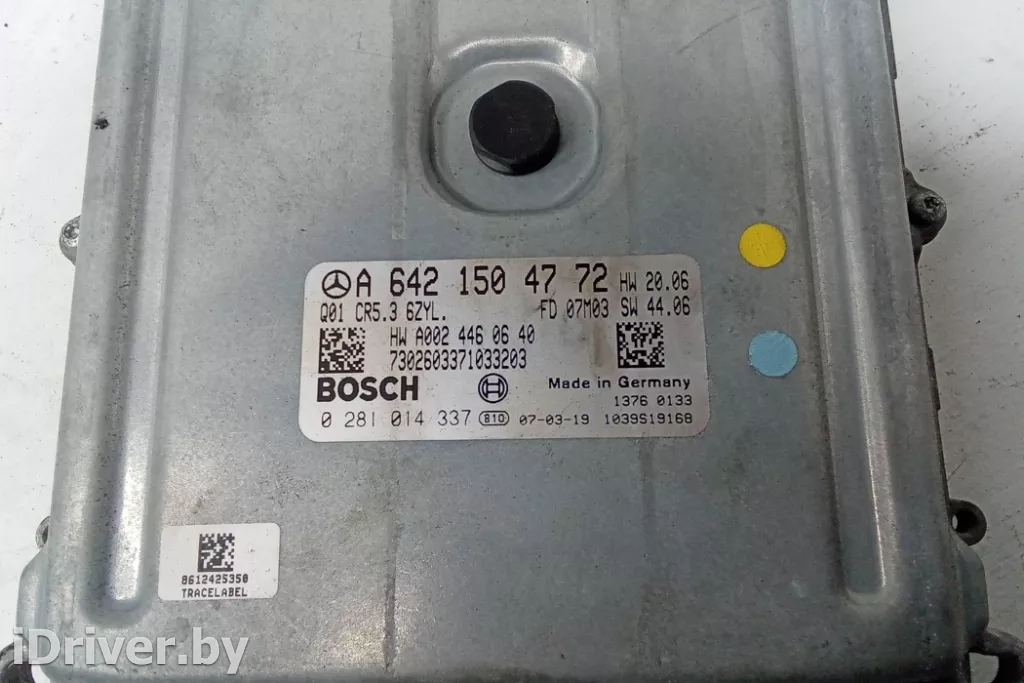 A 642 150 47 72 HW 20.06
Q01 CR5.3 6ZYL. FD 07M03 SW 44.06
HW A002 446 06 40
7302603371033203
BOSCH Made in Germany
1376 0133
0 281 014 337 810 07-03-19 1039S19168
8612425350
TRACELABEL
iDriver.by